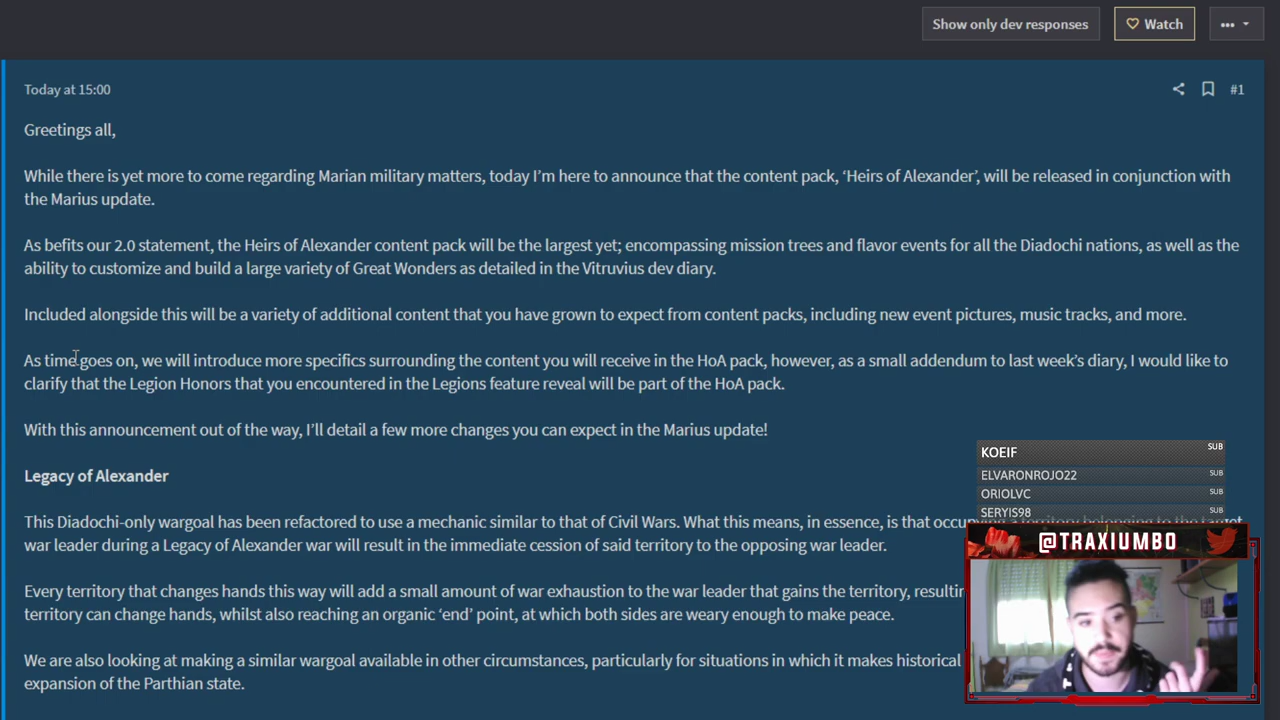 Show only dev responses
Watch
Today at 15:00
#1
Greetings all,
While there is yet more to come regarding Marian military matters, today I'm here to announce that the content pack, ‘Heirs of Alexander’, will be released in conjunction with
the Marius update.
As befits our 2.0 statement, the Heirs of Alexander content pack will be the largest yet; encompassing mission trees and flavor events for all the Diadochi nations, as well as the
ability to customize and build a large variety of Great Wonders as detailed in the Vitruvius dev diary.
Included alongside this will be a variety of additional content that you have grown to expect from content packs, including new event pictures, music tracks, and more.
As time goes on, we will introduce more specifics surrounding the content you will receive in the HoA pack, however, as a small addendum to last week's diary, I would like to
clarify that the Legion Honors that you encountered in the Legions feature reveal will be part of the HoA pack.
With this announcement out of the way, I'll detail a few more changes you can expect in the Marius update!
Legacy of Alexander
This Diadochi-only wargoal has been refactored to use a mechanic similar to that of Civil Wars. What this means, in essence, is that
war leader during a Legacy of Alexander war will result in the immediate cession of said territory to the opposing war leader.
Every territory that changes hands this way will add a small amount of war exhaustion to the war leader that gains the territory,
territory can change hands, whilst also reaching an organic ‘end’ point, at which both sides are weary enough to make peace.
We are also looking at making a similar wargoal available in other circumstances, particularly for situations in which it makes historical
expansion of the Parthian state.
KOEIF SUB
ELVARONROJO22 SUB
ORIOLVC SUB
SERYIS98 SUB
@TRAXIUMBO